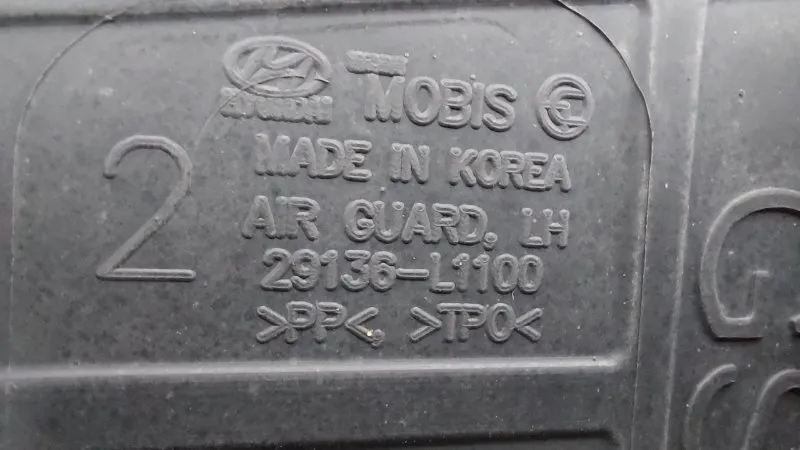 HYUNDAI MOBIS
MADE IN KOREA
2
AIR GUARD, LH
29136-L1100
>PP<, >TPO<
G
S